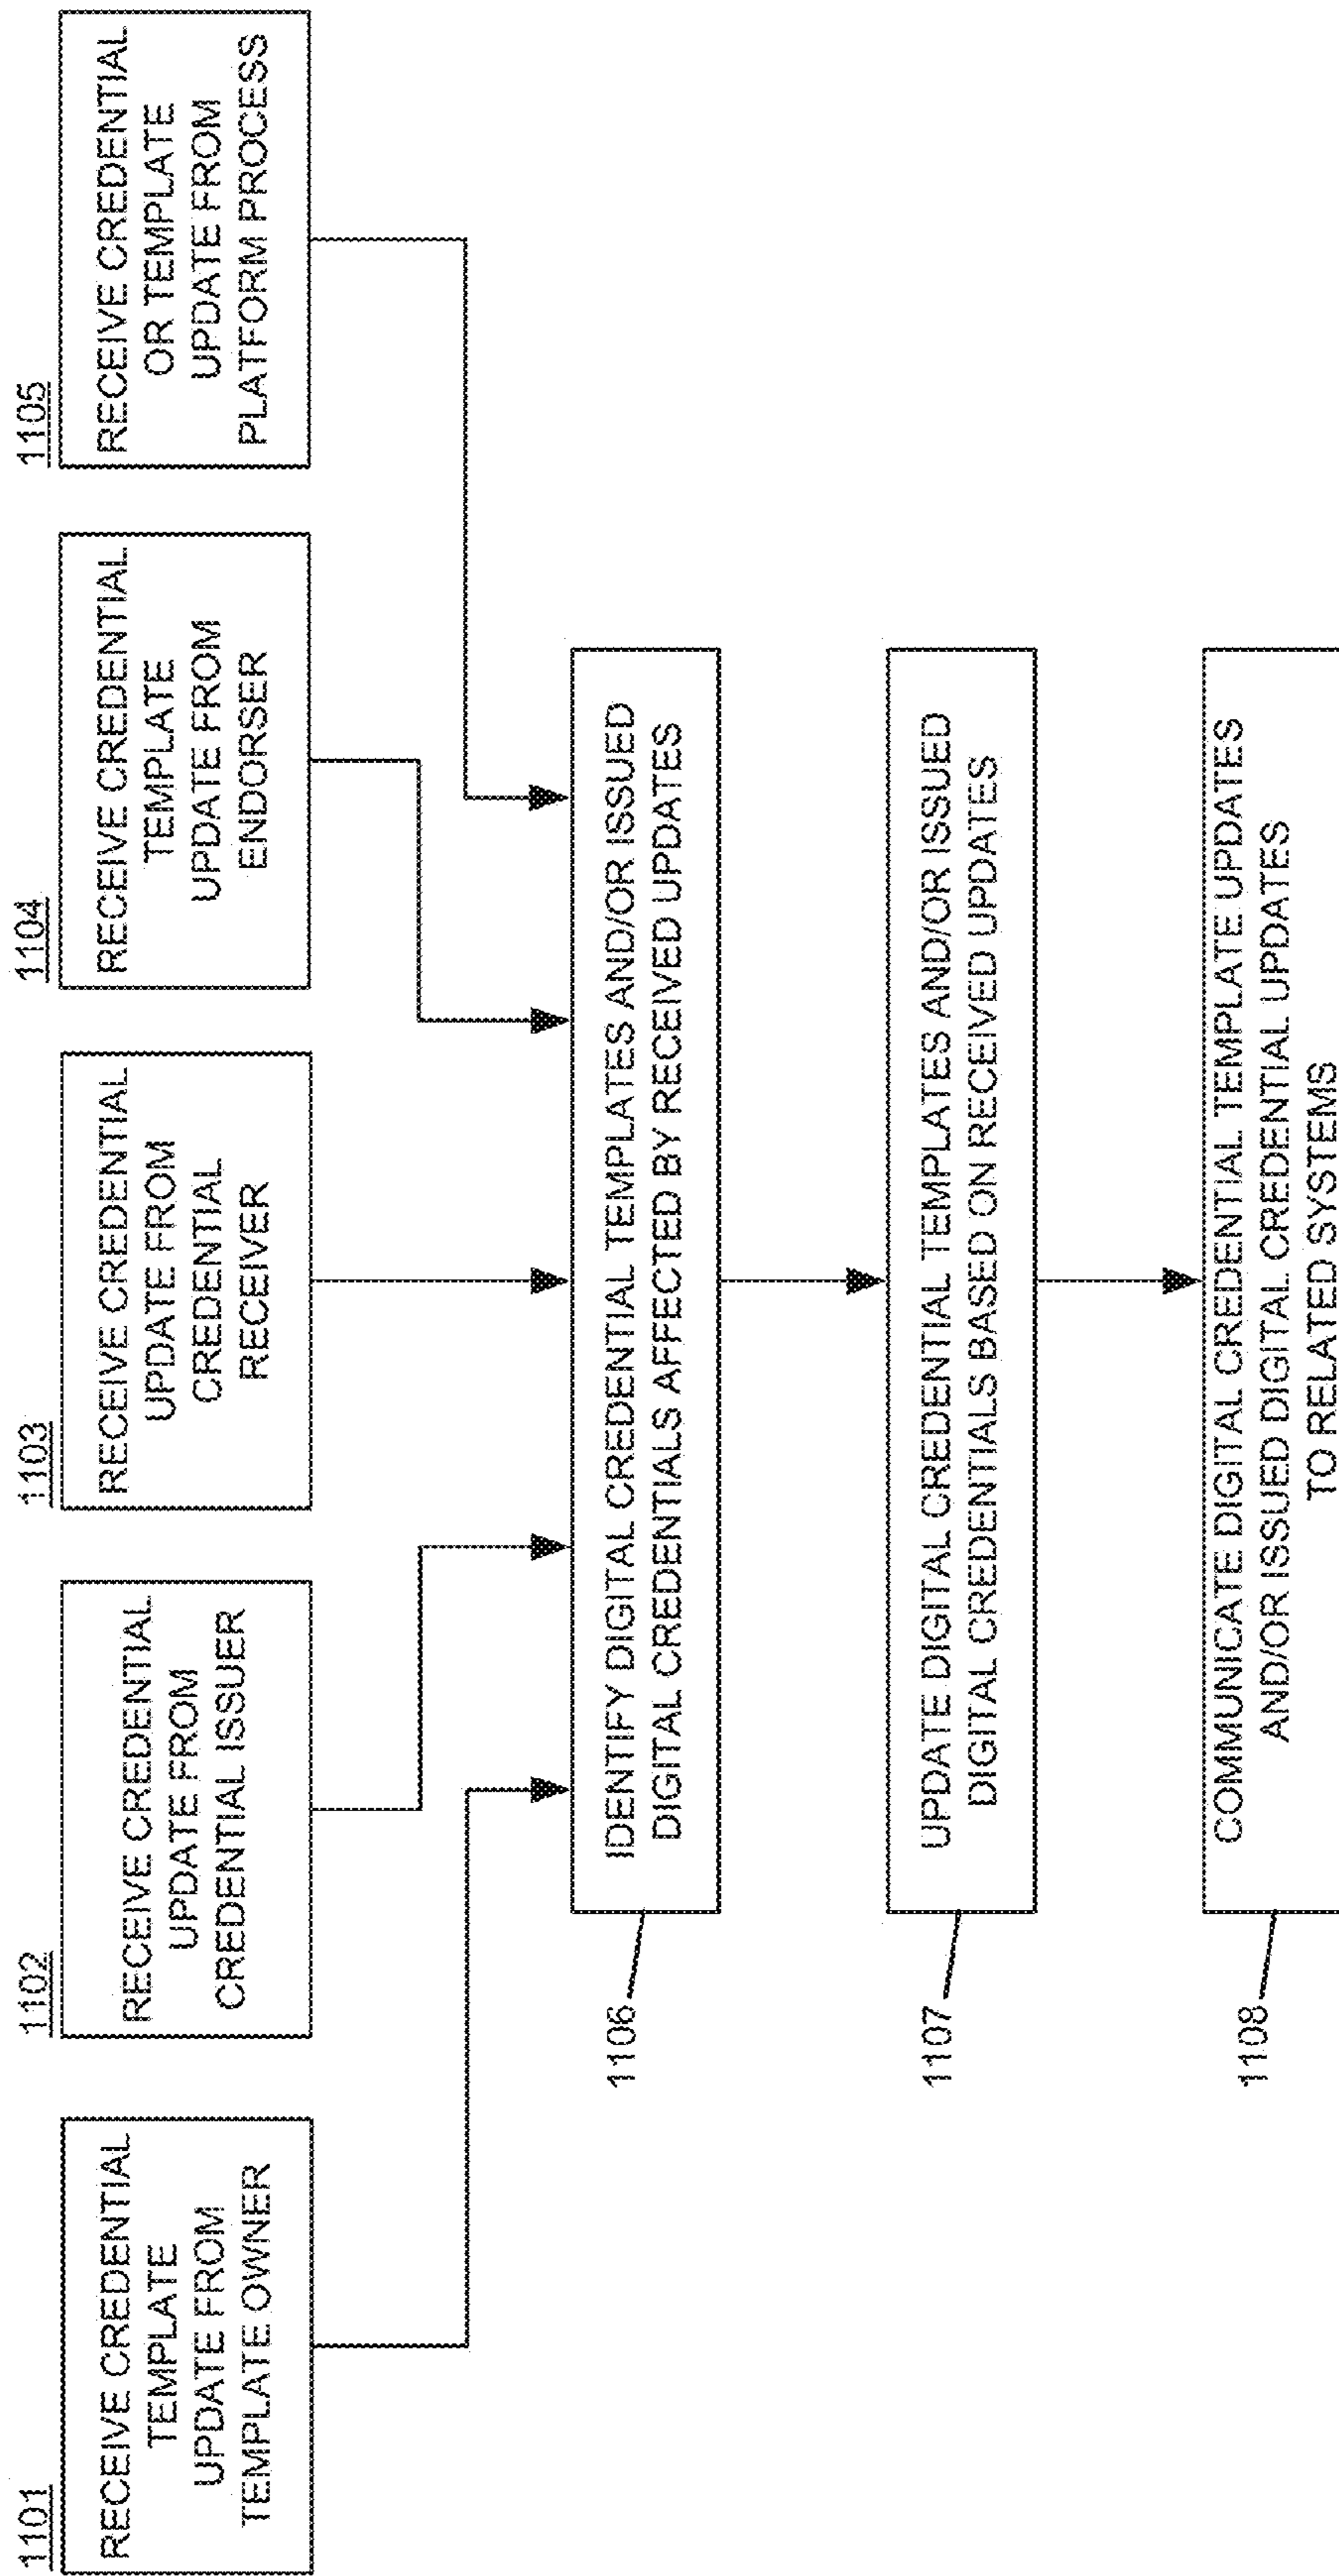 1101
RECEIVE CREDENTIAL
TEMPLATE
UPDATE FROM
TEMPLATE OWNER
1102
RECEIVE CREDENTIAL
UPDATE FROM
CREDENTIAL ISSUER
1103
RECEIVE CREDENTIAL
UPDATE FROM
CREDENTIAL
RECEIVER
1104
RECEIVE CREDENTIAL
TEMPLATE
UPDATE FROM
ENDORSER
1105
RECEIVE CREDENTIAL
OR TEMPLATE
UPDATE FROM
PLATFORM PROCESS
1106
IDENTIFY DIGITAL CREDENTIAL TEMPLATES AND/OR ISSUED
DIGITAL CREDENTIALS AFFECTED BY RECEIVED UPDATES
1107
UPDATE DIGITAL CREDENTIAL TEMPLATES AND/OR ISSUED
DIGITAL CREDENTIALS BASED ON RECEIVED UPDATES
1108
COMMUNICATE DIGITAL CREDENTIAL TEMPLATE UPDATES
AND/OR ISSUED DIGITAL CREDENTIAL UPDATES
TO RELATED SYSTEMS